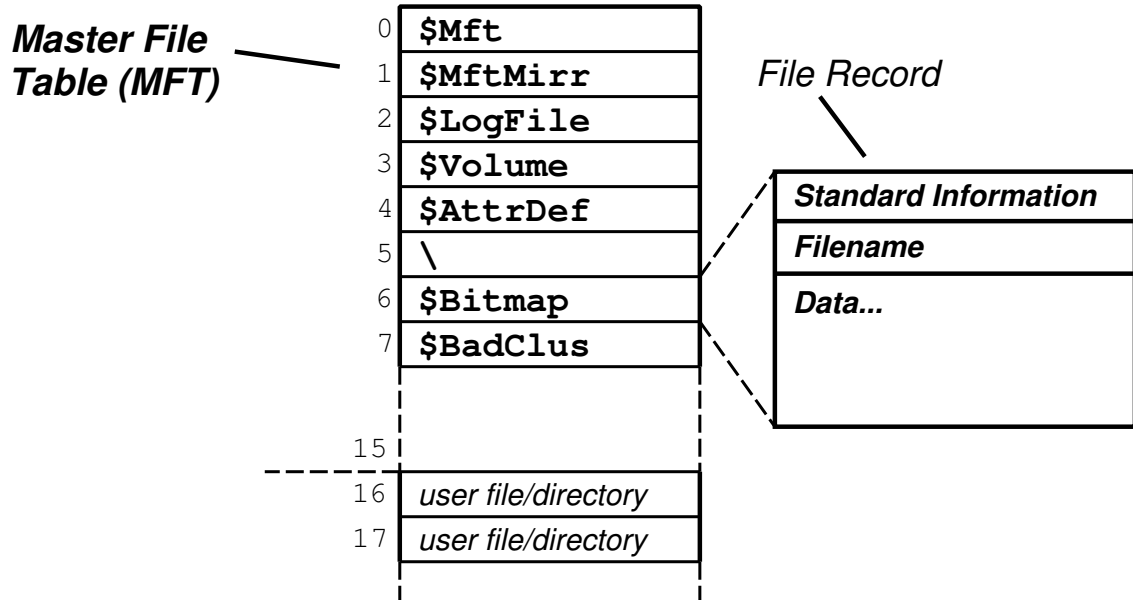 Master File
Table (MFT)
0 $Mft
1 $MftMirr
2 $LogFile
3 $Volume
4 $AttrDef
5 \
6 $Bitmap
7 $BadClus
15
16 user file/directory
17 user file/directory
File Record
Standard Information
Filename
Data...